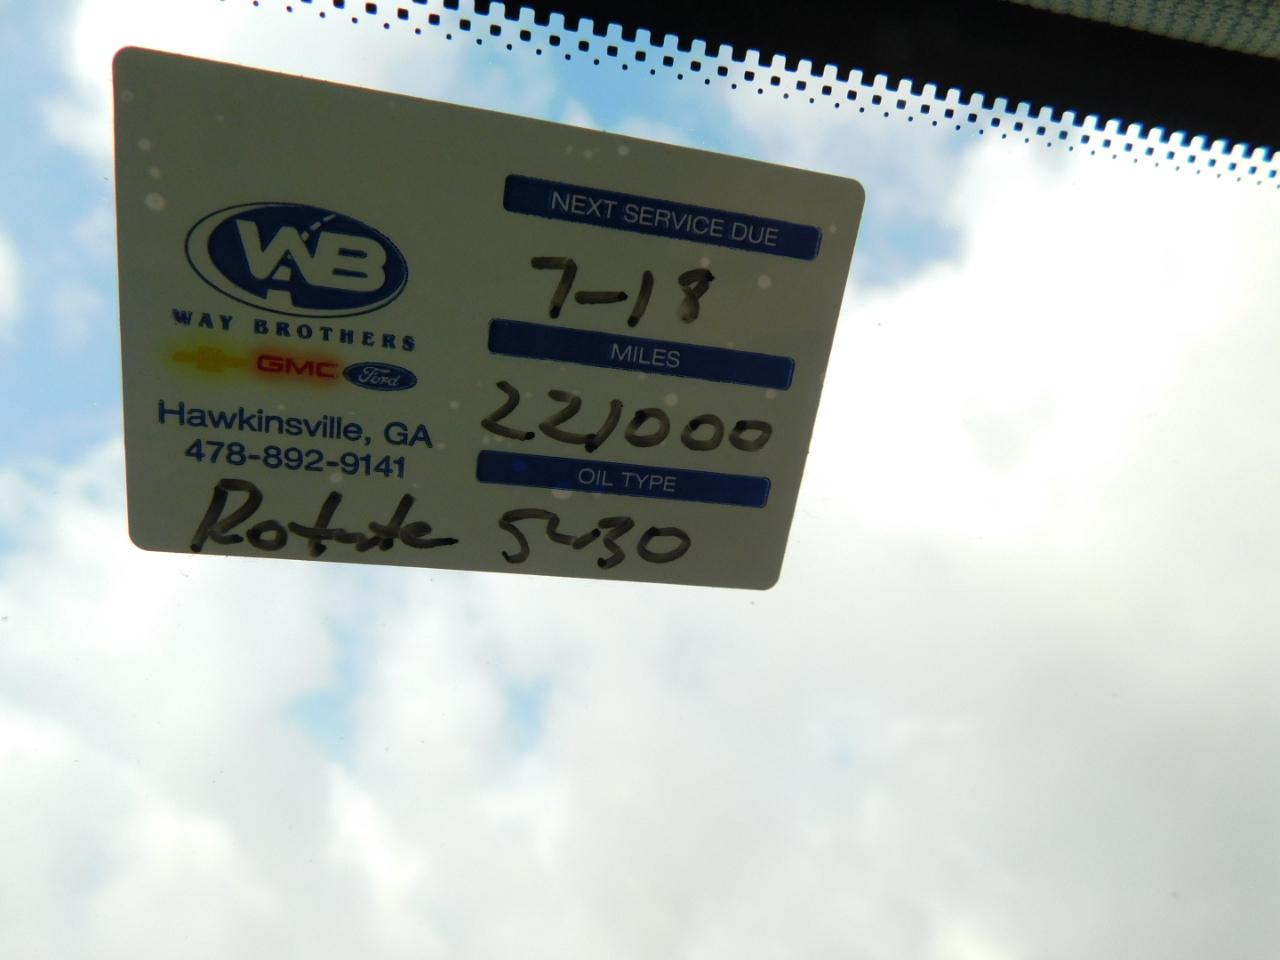 WAB
WAY BROTHERS
GMC Ford
Hawkinsville, GA
478-892-9141
Rotate
NEXT SERVICE DUE
7-18
MILES
22,000
OIL TYPE
5w30